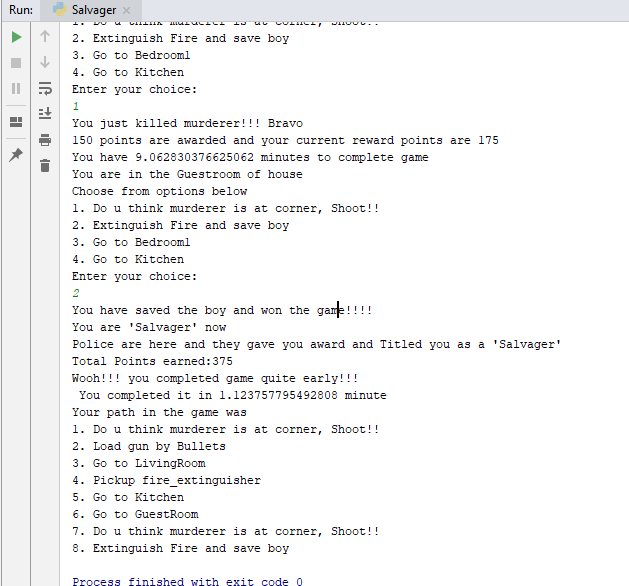 Run: Salvager
1. Do u think murderer is at corner, Shoot!!
2. Extinguish Fire and save boy
3. Go to Bedroom1
4. Go to Kitchen
Enter your choice:
1
You just killed murderer!!! Bravo
150 points are awarded and your current reward points are 175
You have 9.062830376625062 minutes to complete game
You are in the Guestroom of house
Choose from options below
1. Do u think murderer is at corner, Shoot!!
2. Extinguish Fire and save boy
3. Go to Bedroom1
4. Go to Kitchen
Enter your choice:
2
You have saved the boy and won the game!!!!
You are 'Salvager' now
Police are here and they gave you award and Titled you as a 'Salvager'
Total Points earned:375
Wooh!!! you completed game quite early!!!
You completed it in 1.123757795492808 minute
Your path in the game was
1. Do u think murderer is at corner, Shoot!!
2. Load gun by Bullets
3. Go to LivingRoom
4. Pickup fire_extinguisher
5. Go to Kitchen
6. Go to GuestRoom
7. Do u think murderer is at corner, Shoot!!
8. Extinguish Fire and save boy
Process finished with exit code 0